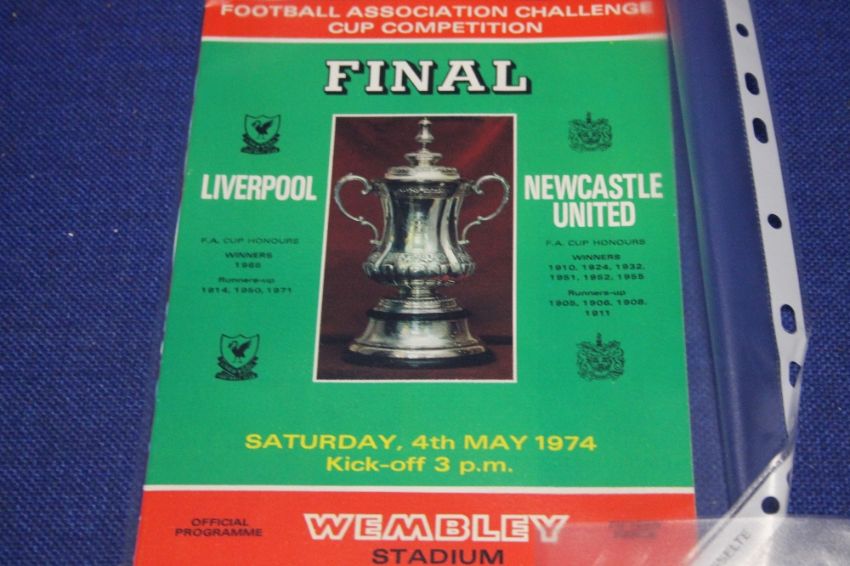 FOOTBALL ASSOCIATION CHALLENGE
CUP COMPETITION
FINAL
LIVERPOOL
F.A. CUP HONOURS
WINNERS
1965
Runners-up
1914, 1950, 1971
NEWCASTLE
UNITED
F.A. CUP HONOURS
WINNERS
1910, 1924, 1932,
1951, 1952, 1955
Runners-up
1905, 1906, 1908,
1911
SATURDAY, 4th MAY 1974
Kick-off 3 p.m.
OFFICIAL
PROGRAMME
WEMBLEY
STADIUM